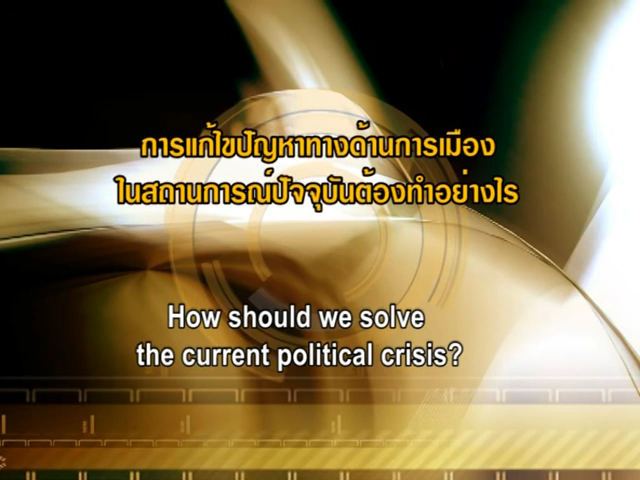 การแก้ไขปัญหาทางด้านการเมือง
ในสถานการณ์ปัจจุบันต้องทำอย่างไร
How should we solve
the current political crisis?